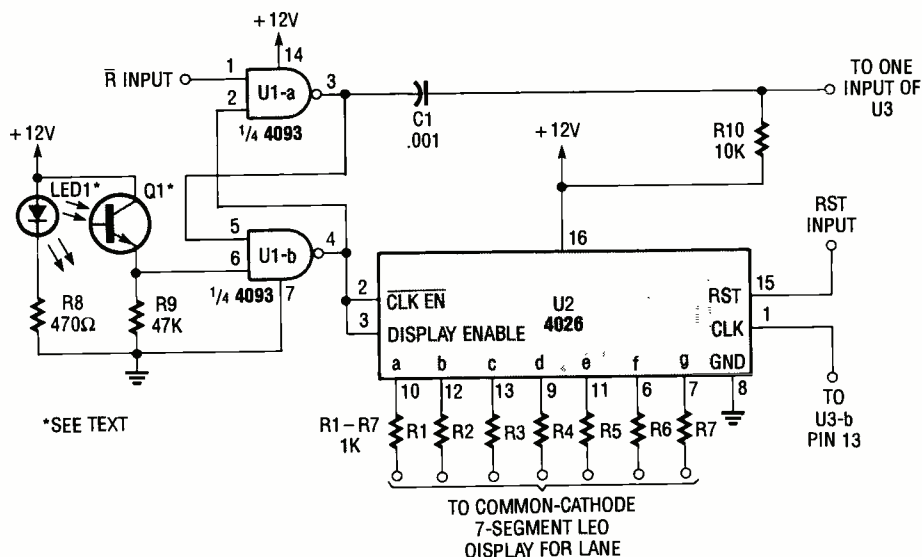 +12V
14
R̅ INPUT
1
2
U1-a
3
1/4 4093
C1
.001
TO ONE
INPUT OF
U3
+12V
R10
10K
+12V
LED1*
Q1*
5
6
U1-b
4
7
1/4 4093
R8
470Ω
R9
47K
16
RST
INPUT
2
C̅L̅K̅ E̅N̅
3
DISPLAY ENABLE
U2
4026
RST
15
CLK
1
a
b
c
d
e
f
g
GND
10
12
13
9
11
6
7
8
*SEE TEXT
R1–R7
1K
R1
R2
R3
R4
R5
R6
R7
TO
U3-b
PIN 13
TO COMMON-CATHODE
7-SEGMENT LEO
DISPLAY FOR LANE